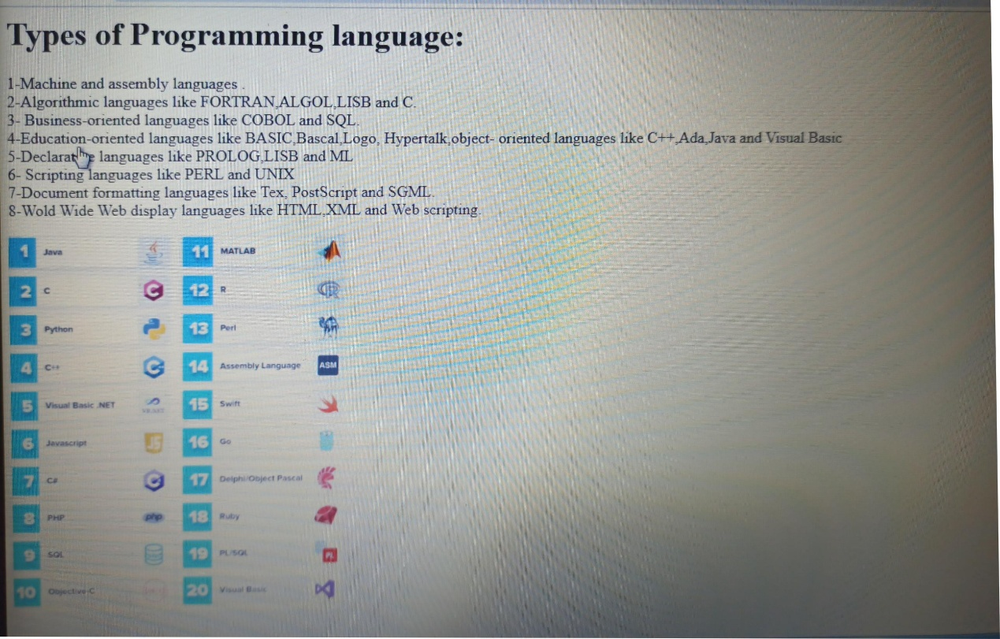 Types of Programming language:
1-Machine and assembly languages .
2-Algorithmic languages like FORTRAN,ALGOL,LISB and C.
3- Business-oriented languages like COBOL and SQL.
4-Education-oriented languages like BASIC,Bascal,Logo, Hypertalk,object- oriented languages like C++,Ada,Java and Visual Basic
5-Declarat e languages like PROLOG,LISB and ML
6- Scripting languages like PERL and UNIX
7-Document formatting languages like Tex, PostScript and SGML.
8-Wold Wide Web display languages like HTML,XML and Web scripting.
1 Java
2 C
3 Python
4 C++
5 Visual Basic .NET
6 Javascript JS
7 C#
8 PHP php
9 SQL
10 Objective-C
11 MATLAB
12 R
13 Perl
14 Assembly Language ASM
15 Swift
16 Go
17 Delphi/Object Pascal
18 Ruby
19 PL/SQL PL
20 Visual Basic